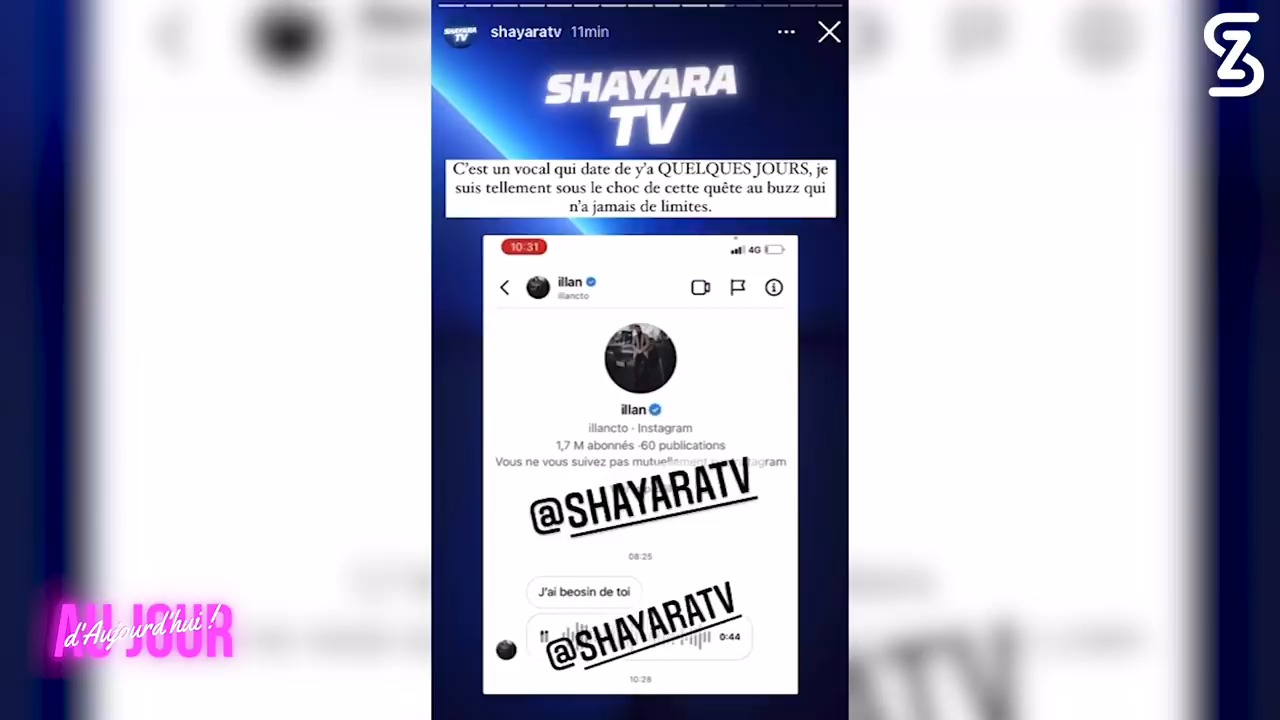 shayaratv 11min
SHAYARA
TV
C'est un vocal qui date de y'a QUELQUES JOURS, je
suis tellement sous le choc de cette quête au buzz qui
n'a jamais de limites.
10:31
4G
illan
illancto
illan
illancto · Instagram
1,7 M abonnés ·60 publications
Vous ne vous suivez pas mutuellement
@SHAYARATV
08:25
J'ai beosin de toi
@SHAYARATV
0:44
10:28
AU JOUR
d'Aujourd'hui !
SHAYARA
TV